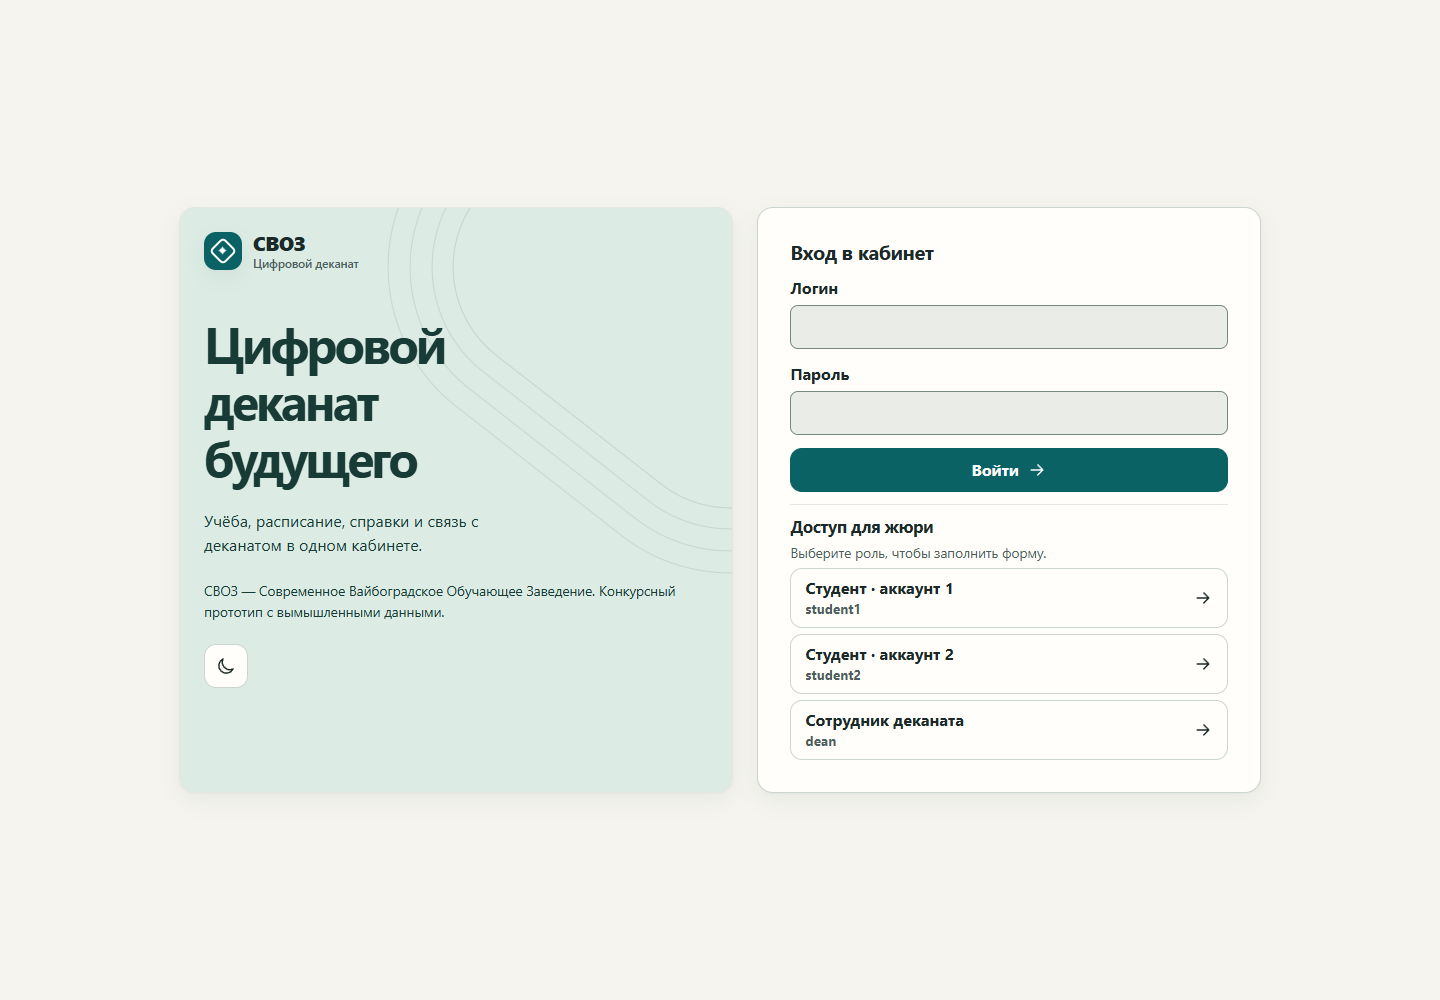 СВОЗ
Цифровой деканат
Цифровой
деканат
будущего
Учёба, расписание, справки и связь с
деканатом в одном кабинете.
СВОЗ — Современное Вайбоградское Обучающее Заведение. Конкурсный
прототип с вымышленными данными.
Вход в кабинет
Логин
Пароль
Войти
Доступ для жюри
Выберите роль, чтобы заполнить форму.
Студент · аккаунт 1
student1
Студент · аккаунт 2
student2
Сотрудник деканата
dean